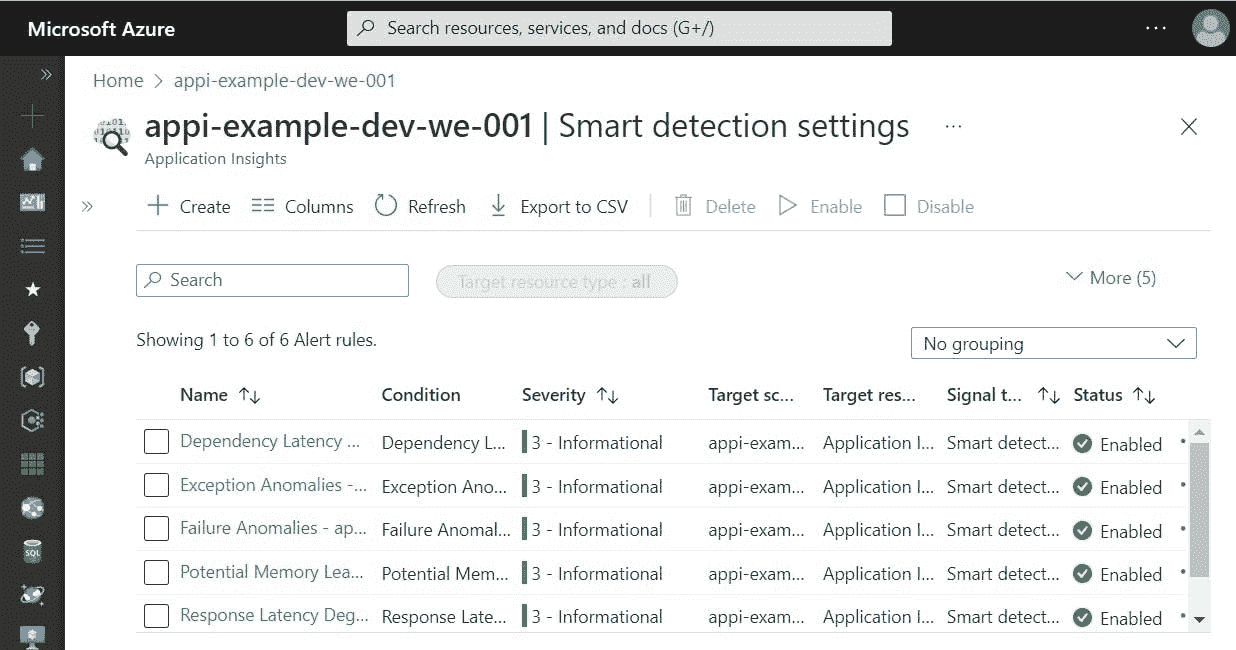 Microsoft Azure
Search resources, services, and docs (G+/)
...
Home > appi-example-dev-we-001
appi-example-dev-we-001 | Smart detection settings ...
Application Insights
Create Columns Refresh Export to CSV Delete Enable Disable
Search Target resource type : all More (5)
Showing 1 to 6 of 6 Alert rules.
No grouping
Name Condition Severity Target sc... Target res... Signal t... Status
Dependency Latency ... Dependency L... 3 - Informational appi-exam... Application I... Smart detect... Enabled
Exception Anomalies -... Exception Ano... 3 - Informational appi-exam... Application I... Smart detect... Enabled
Failure Anomalies - ap... Failure Anomal... 3 - Informational appi-exam... Application I... Smart detect... Enabled
Potential Memory Lea... Potential Mem... 3 - Informational appi-exam... Application I... Smart detect... Enabled
Response Latency Deg... Response Late... 3 - Informational appi-exam... Application I... Smart detect... Enabled
SQL